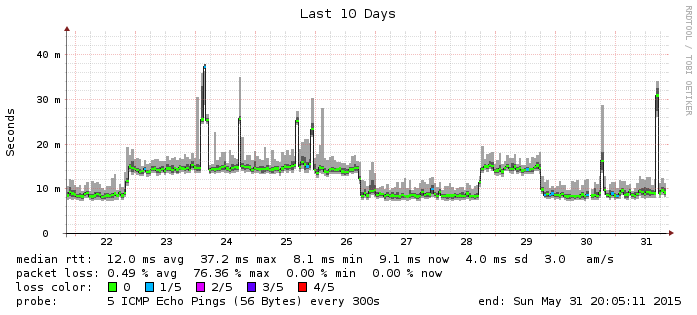 Last 10 Days
RRDTOOL / TOBI OETIKER
Seconds
40 m
30 m
20 m
10 m
0
22 23 24 25 26 27 28 29 30 31
median rtt: 12.0 ms avg 37.2 ms max 8.1 ms min 9.1 ms now 4.0 ms sd 3.0 am/s
packet loss: 0.49 % avg 76.36 % max 0.00 % min 0.00 % now
loss color: 0 1/5 2/5 3/5 4/5
probe: 5 ICMP Echo Pings (56 Bytes) every 300s end: Sun May 31 20:05:11 2015